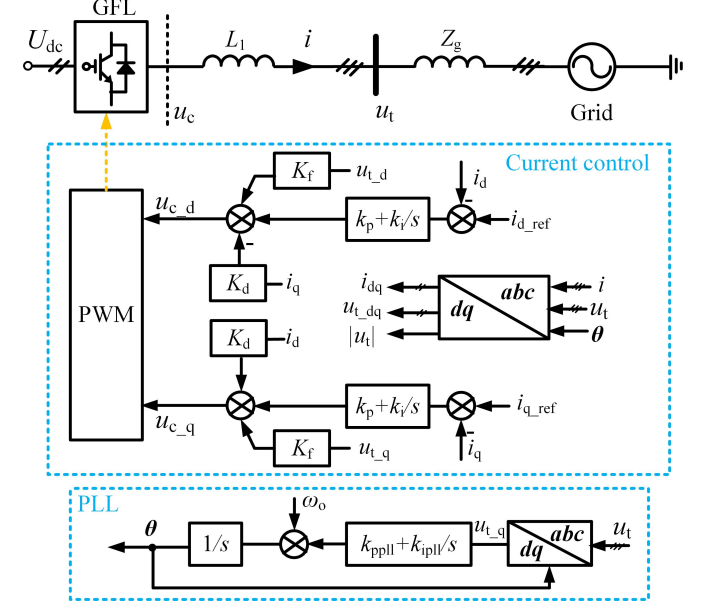 GFL
U_dc
L_1
i
Z_g
u_c
u_t
Grid
Current control
K_f
u_t_d
i_d
u_c_d
-
k_p+k_i/s
i_d_ref
-
K_d
i_q
i_dq
abc
i
PWM
u_t_dq
dq
u_t
|u_t|
θ
K_d
i_d
k_p+k_i/s
i_q_ref
u_c_q
-
K_f
u_t_q
i_q
PLL
ω_o
θ
1/s
k_ppll+k_ipll/s
u_t_q
abc
dq
u_t